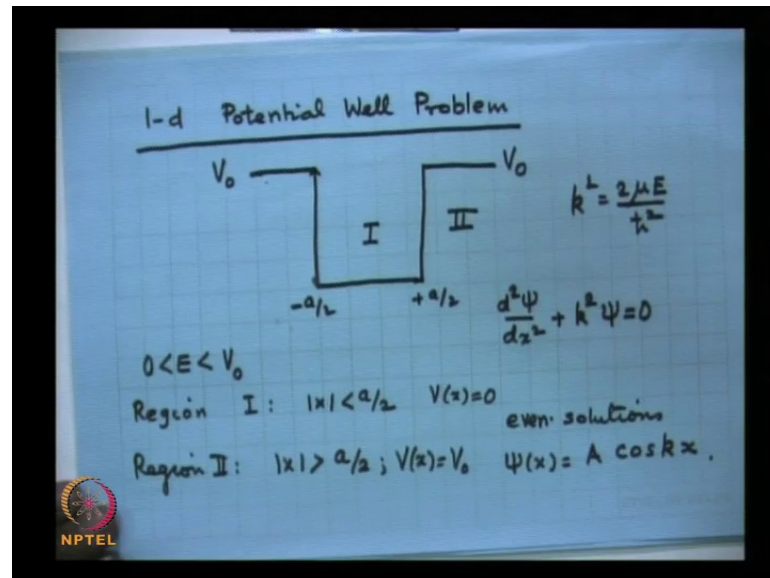 1-d Potential Well Problem
V₀ V₀
I II
k² = 2μE/ħ²
-a/2 +a/2
d²Ψ/dx² + k²Ψ=0
0<E<V₀
Region I: |x|<a/2 V(x)=0
even solutions
Region II: |x|> a/2 ; V(x)=V₀ Ψ(x)= A cos kx.
NPTEL